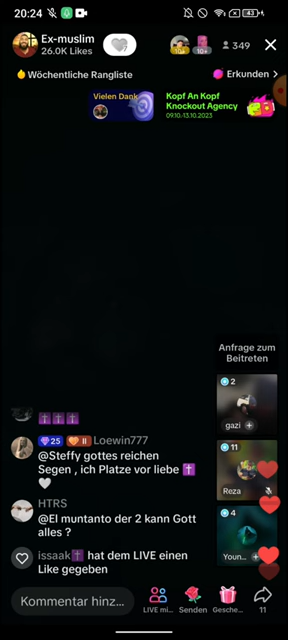 20:24
43
Ex-muslim
26.0K Likes
10+
10+
349
Wöchentliche Rangliste
Erkunden >
Vielen Dank
Kopf An Kopf
Knockout Agency
09.10-13.10.2023
Anfrage zum
Beitreten
2
gazi +
11
Reza
4
Youn... +
25 II Loewin777
@Steffy gottes reichen
Segen , ich Platze vor liebe ✝️
🤍
HTRS
@El muntanto der 2 kann Gott
alles ?
issaak✝️ hat dem LIVE einen
Like gegeben
Kommentar hinz...
LIVE mi...
Senden
Gesche...
11